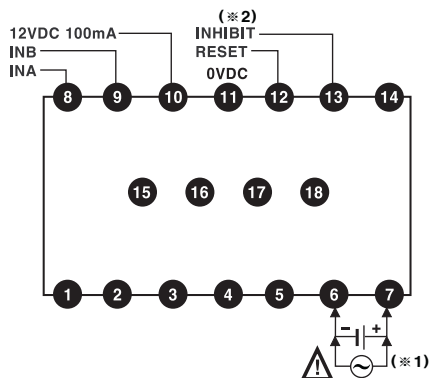 (※2)
12VDC 100mA INHIBIT
INB RESET
INA 0VDC
8 9 10 11 12 13 14
15 16 17 18
1 2 3 4 5 6 7
- +
(※1)